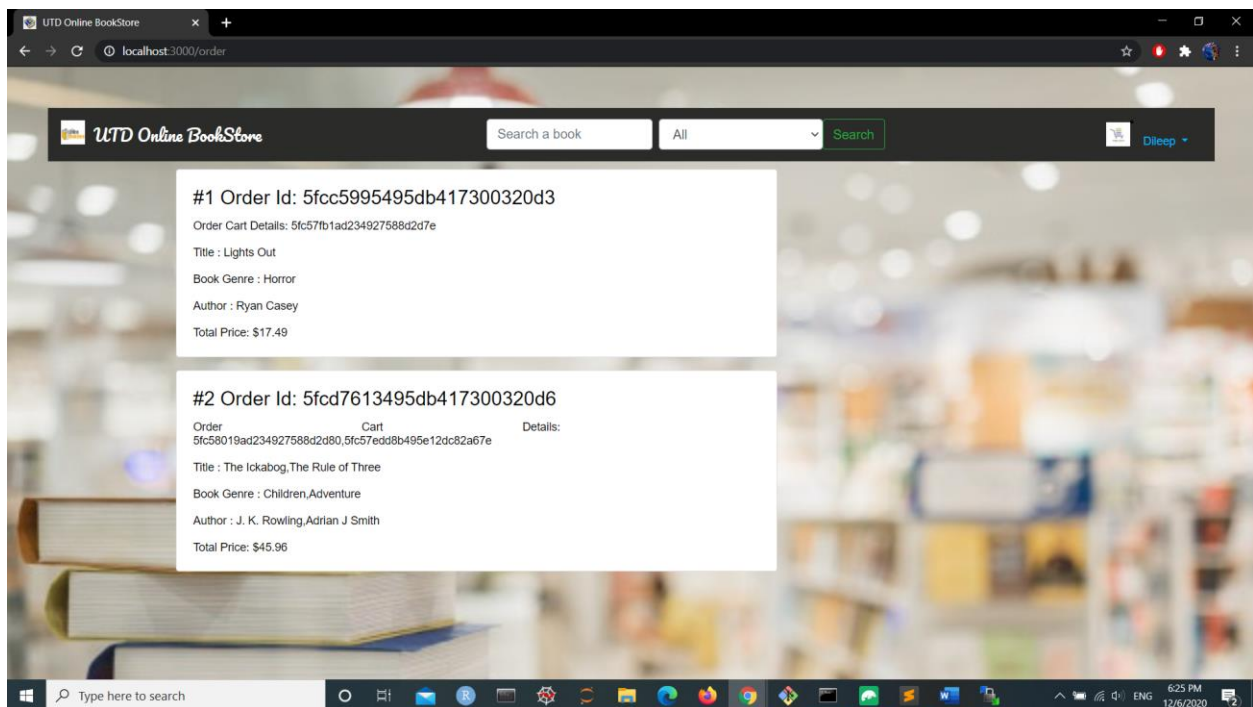 UTD Online BookStore
localhost:3000/order
UTD Online BookStore
Search a book
All
Search
Dileep
#1 Order Id: 5fcc5995495db417300320d3
Order Cart Details: 5fc57fb1ad234927588d2d7e
Title : Lights Out
Book Genre : Horror
Author : Ryan Casey
Total Price: $17.49
#2 Order Id: 5fcd7613495db417300320d6
Order Cart Details:
5fc58019ad234927588d2d80,5fc57edd8b495e12dc82a67e
Title : The Ickabog,The Rule of Three
Book Genre : Children,Adventure
Author : J. K. Rowling,Adrian J Smith
Total Price: $45.96
Type here to search
ENG
6:25 PM
12/6/2020
2